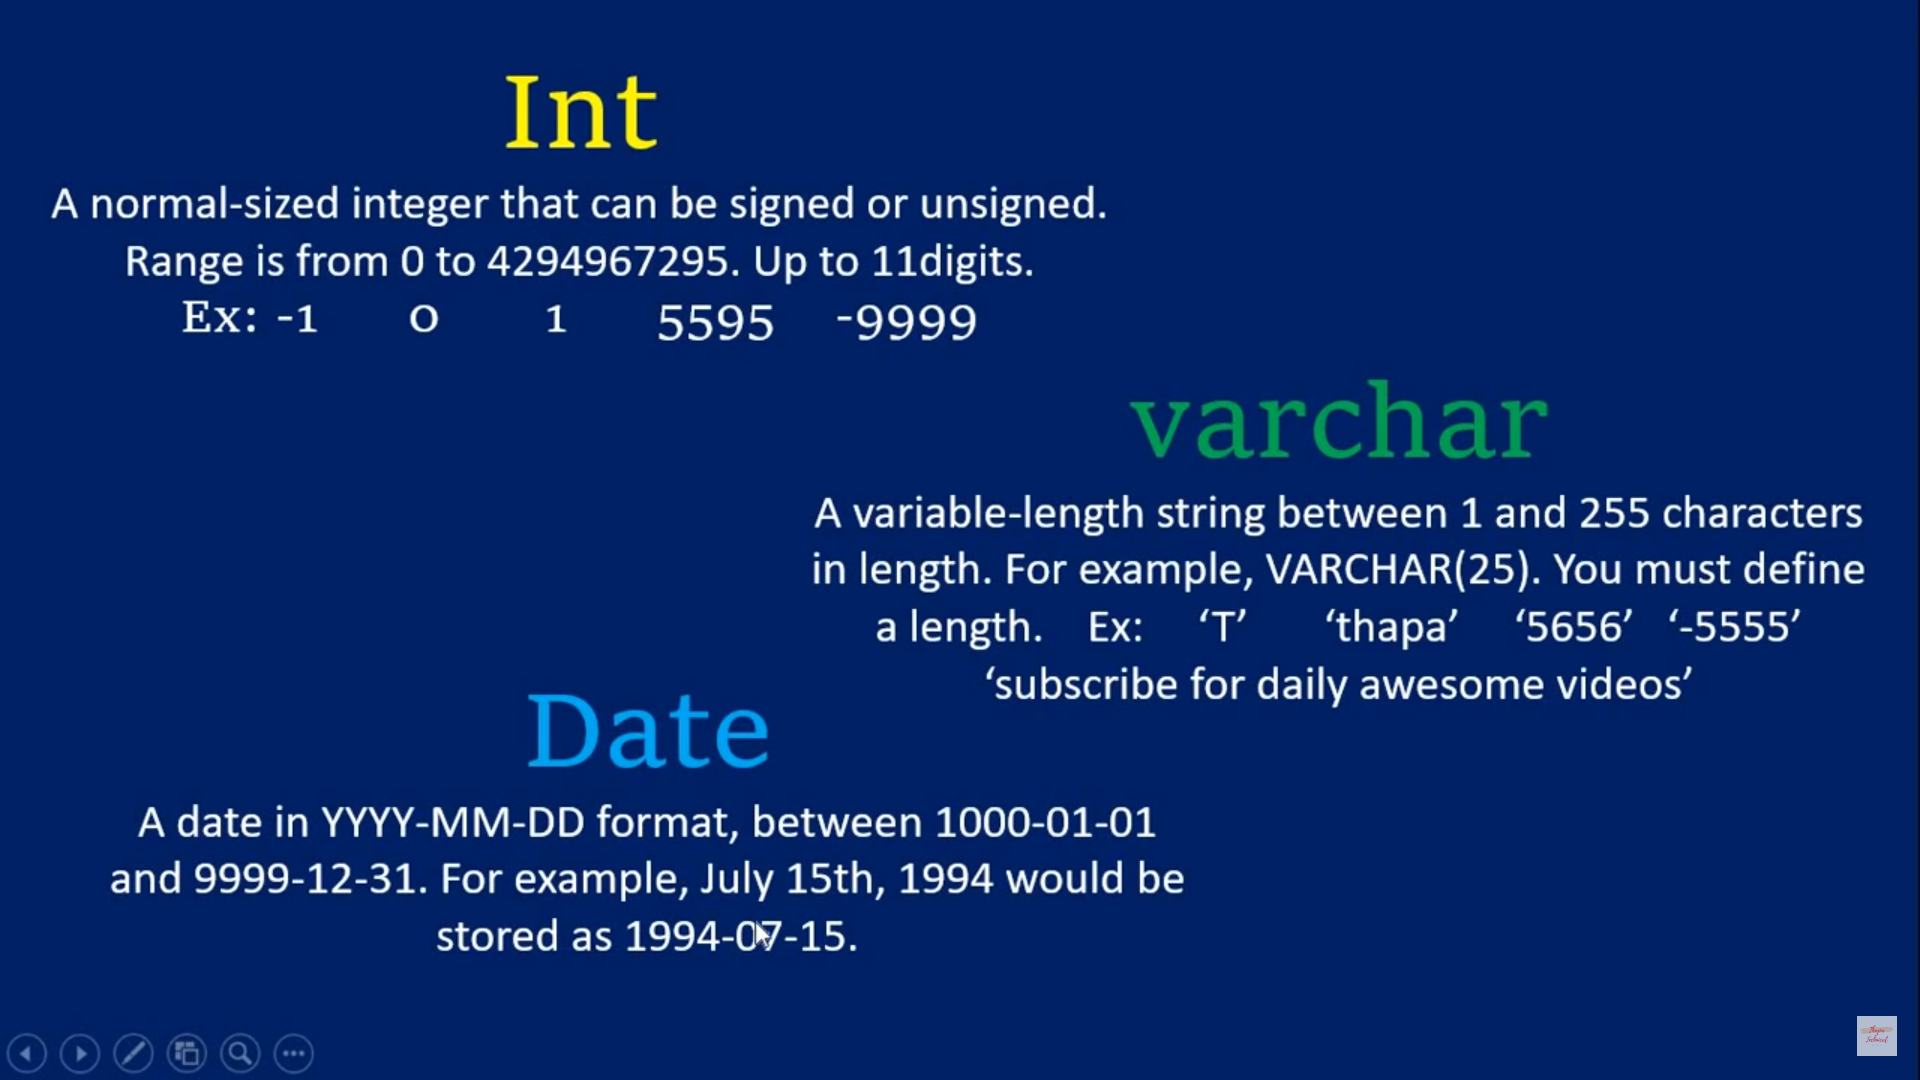 Int
A normal-sized integer that can be signed or unsigned.
Range is from 0 to 4294967295. Up to 11digits.
Ex: -1 0 1 5595 -9999
varchar
A variable-length string between 1 and 255 characters
in length. For example, VARCHAR(25). You must define
a length. Ex: ‘T’ ‘thapa’ ‘5656’ ‘-5555’
‘subscribe for daily awesome videos’
Date
A date in YYYY-MM-DD format, between 1000-01-01
and 9999-12-31. For example, July 15th, 1994 would be
stored as 1994-07-15.